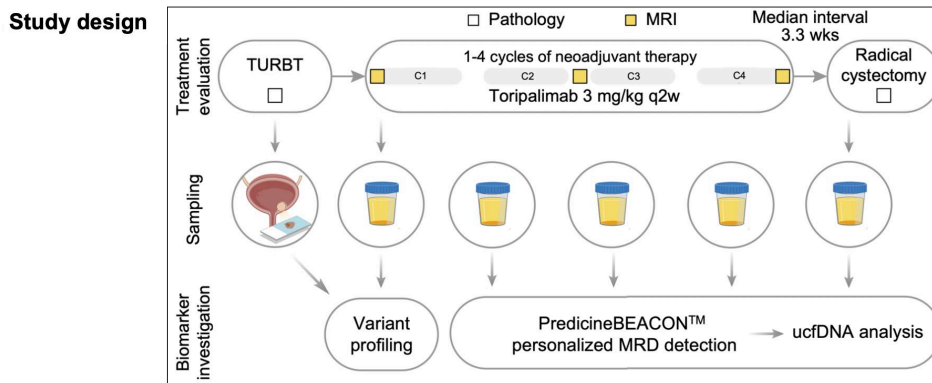 Study design
Pathology
MRI
Median interval
3.3 wks
Treatment
evaluation
TURBT
1-4 cycles of neoadjuvant therapy
C1
C2
C3
C4
Toripalimab 3 mg/kg q2w
Radical
cystectomy
Sampling
Biomarker
investigation
Variant
profiling
PredicineBEACON™
personalized MRD detection
ucfDNA analysis